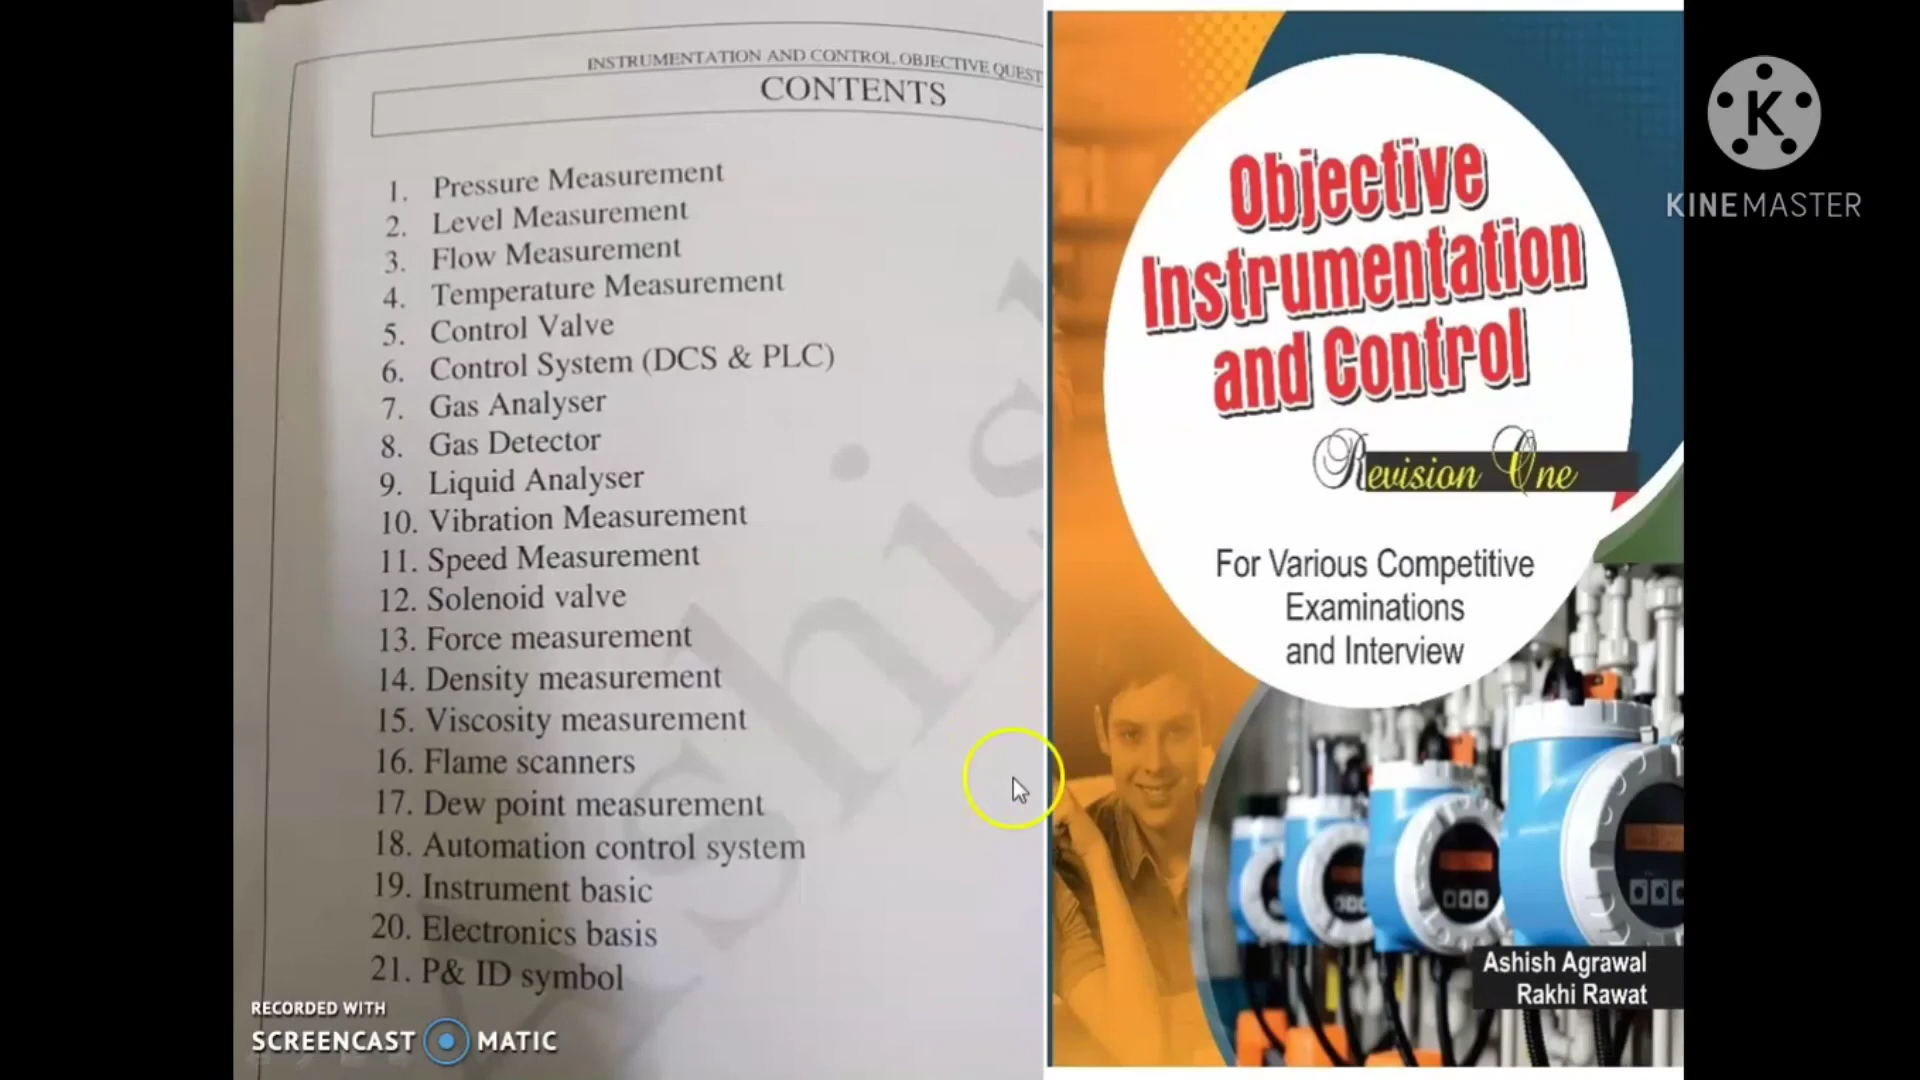 INSTRUMENTATION AND CONTROL OBJECTIVE QUEST
CONTENTS
1. Pressure Measurement
2. Level Measurement
3. Flow Measurement
4. Temperature Measurement
5. Control Valve
6. Control System (DCS & PLC)
7. Gas Analyser
8. Gas Detector
9. Liquid Analyser
10. Vibration Measurement
11. Speed Measurement
12. Solenoid valve
13. Force measurement
14. Density measurement
15. Viscosity measurement
16. Flame scanners
17. Dew point measurement
18. Automation control system
19. Instrument basic
20. Electronics basis
21. P& ID symbol
Ashish
RECORDED WITH
SCREENCAST MATIC
Objective
Instrumentation
and Control
Revision One
For Various Competitive
Examinations
and Interview
Ashish Agrawal
Rakhi Rawat
K
KINEMASTER